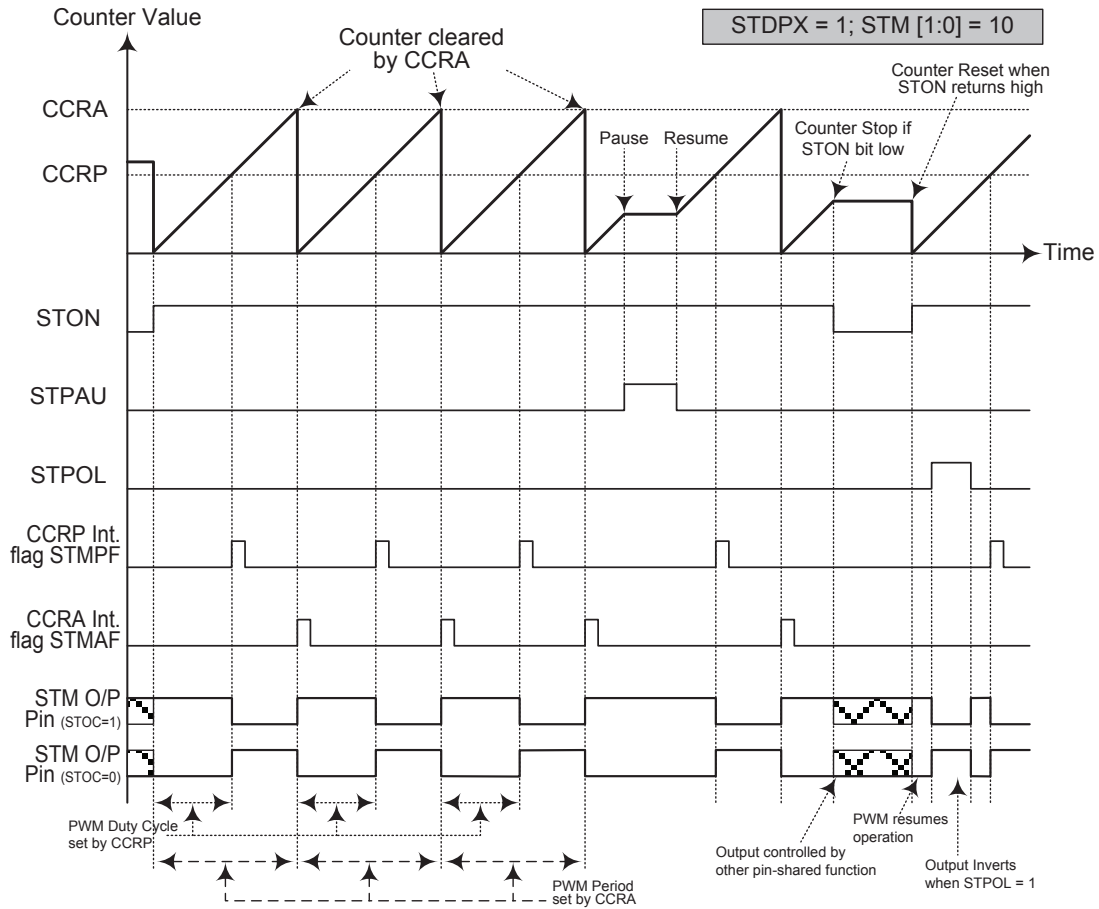 Counter Value
STDPX = 1; STM [1:0] = 10
Counter cleared
by CCRA
Counter Reset when
STON returns high
CCRA
Pause Resume
Counter Stop if
STON bit low
CCRP
Time
STON
STPAU
STPOL
CCRP Int.
flag STMPF
CCRA Int.
flag STMAF
STM O/P
Pin (STOC=1)
STM O/P
Pin (STOC=0)
PWM Duty Cycle
set by CCRP
PWM resumes
operation
Output controlled by
other pin-shared function
Output Inverts
when STPOL = 1
PWM Period
set by CCRA